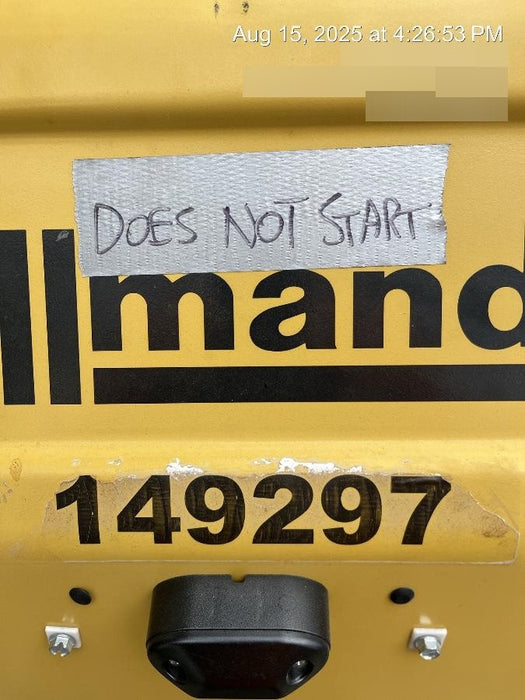 Aug 15, 2025 at 4:26:53 PM
DOES NOT START
llmand
149297